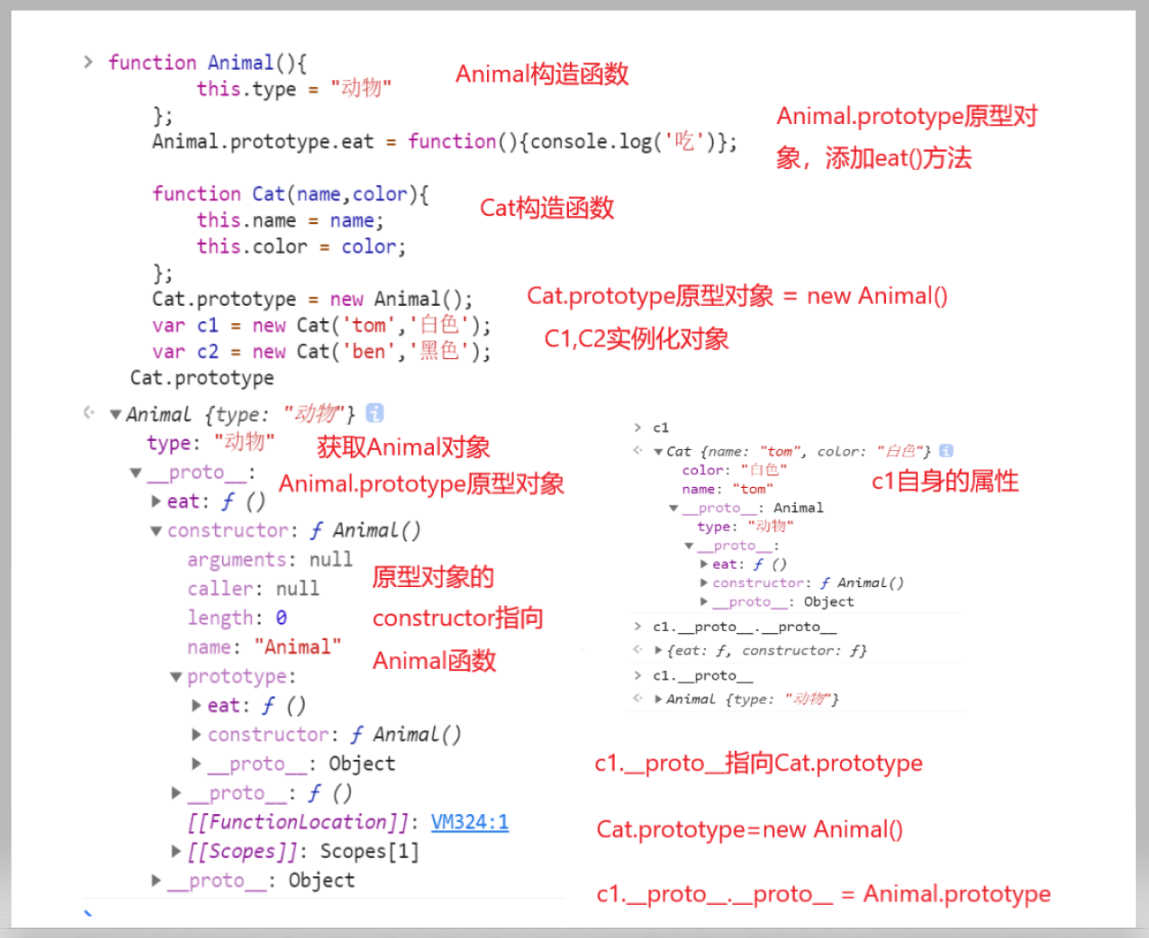 > function Animal(){
this.type = "动物"
Animal构造函数
};
Animal.prototype.eat = function(){console.log('吃')};
Animal.prototype原型对
象，添加eat()方法
function Cat(name,color){
this.name = name;
Cat构造函数
this.color = color;
};
Cat.prototype = new Animal();
Cat.prototype原型对象 = new Animal()
var c1 = new Cat('tom','白色');
C1,C2实例化对象
var c2 = new Cat('ben','黑色');
Cat.prototype
▼Animal {type: "动物"} i
type: "动物"
获取Animal对象
▼__proto__:
Animal.prototype原型对象
▶eat: ƒ ()
▼constructor: ƒ Animal()
arguments: null
caller: null
length: 0
name: "Animal"
原型对象的
constructor指向
Animal函数
▼prototype:
▶eat: ƒ ()
▶constructor: ƒ Animal()
▶__proto__: Object
▶__proto__: ƒ ()
[[FunctionLocation]]: VM324:1
▶[[Scopes]]: Scopes[1]
▶__proto__: Object
> c1
▼Cat {name: "tom", color: "白色"} i
color: "白色"
name: "tom"
c1自身的属性
▼__proto__: Animal
type: "动物"
▼__proto__:
▶eat: ƒ ()
▶constructor: ƒ Animal()
▶__proto__: Object
> c1.__proto__.__proto__
▶{eat: ƒ, constructor: ƒ}
> c1.__proto__
▶Animal {type: "动物"}
c1.__proto__指向Cat.prototype
Cat.prototype=new Animal()
c1.__proto__.__proto__ = Animal.prototype